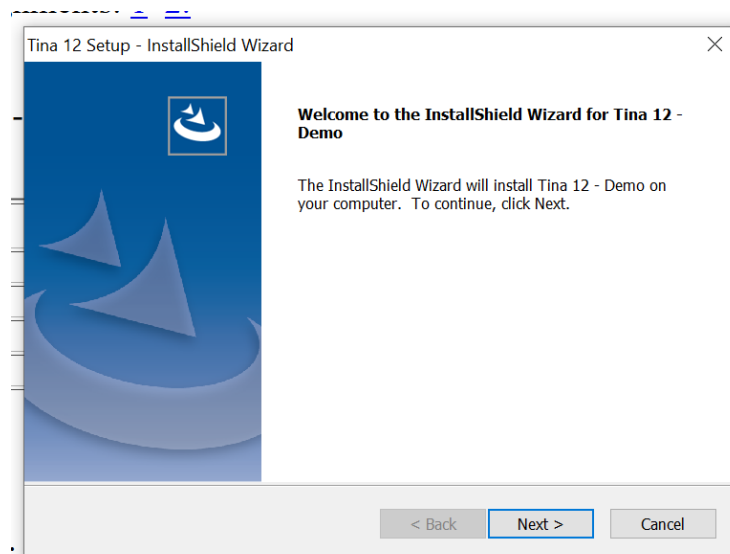 Tina 12 Setup - InstallShield Wizard
Welcome to the InstallShield Wizard for Tina 12 -
Demo
The InstallShield Wizard will install Tina 12 - Demo on
your computer.  To continue, click Next.
< Back
Next >
Cancel